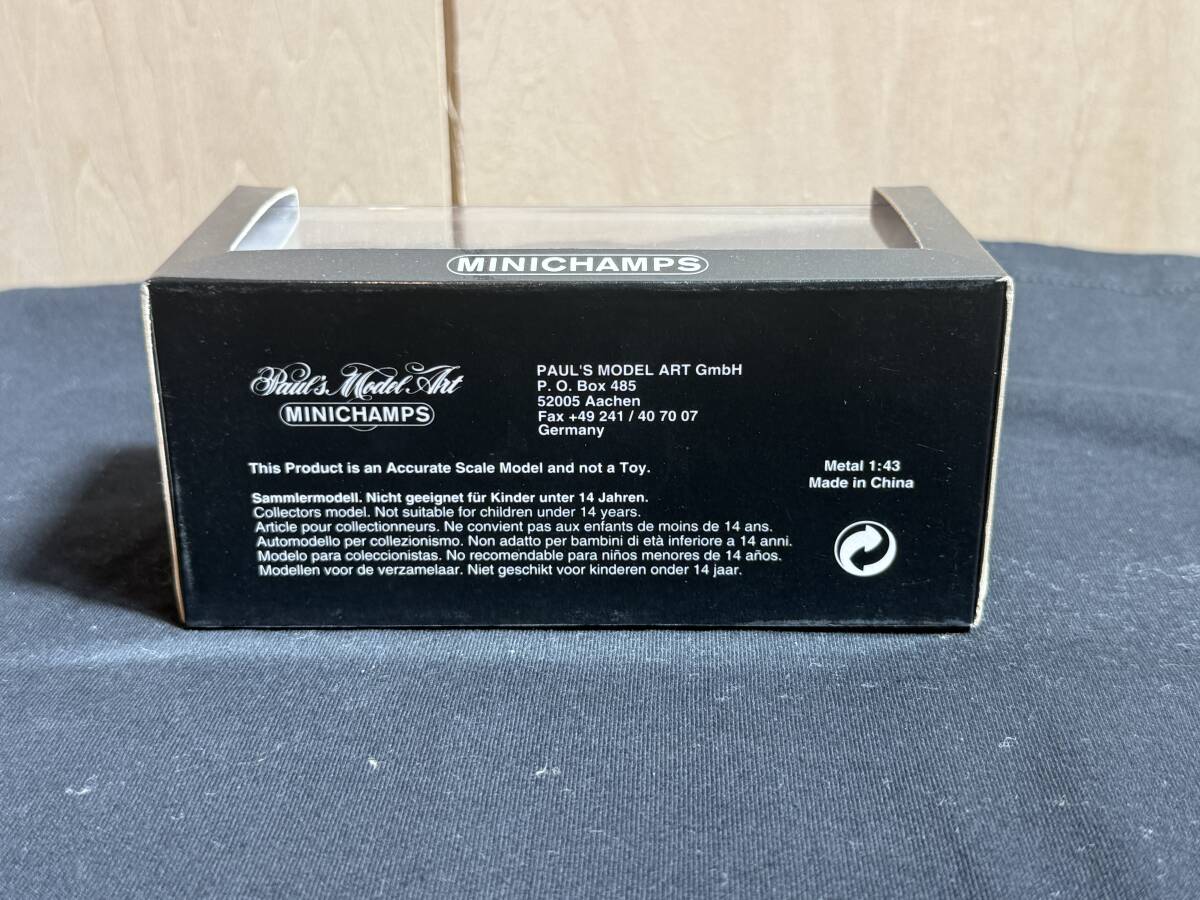 MINICHAMPS
Paul's Model Art
MINICHAMPS
PAUL'S MODEL ART GmbH
P. O. Box 485
52005 Aachen
Fax +49 241 / 40 70 07
Germany
This Product is an Accurate Scale Model and not a Toy.
Metal 1:43
Made in China
Sammlermodell. Nicht geeignet für Kinder unter 14 Jahren.
Collectors model. Not suitable for children under 14 years.
Article pour collectionneurs. Ne convient pas aux enfants de moins de 14 ans.
Automodello per collezionismo. Non adatto per bambini di età inferiore a 14 anni.
Modelo para coleccionistas. No recomendable para niños menores de 14 años.
Modellen voor de verzamelaar. Niet geschikt voor kinderen onder 14 jaar.